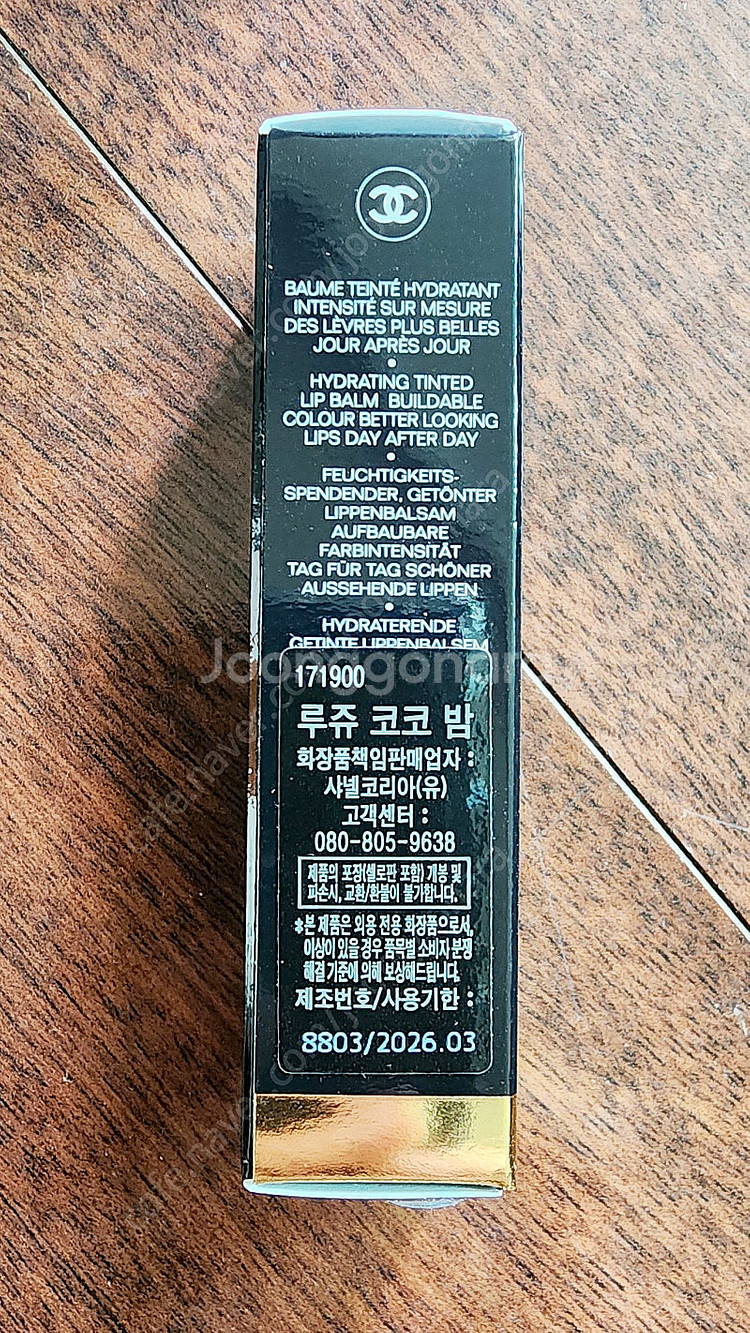 BAUME TEINTÉ HYDRATANT
INTENSITÉ SUR MESURE
DES LÈVRES PLUS BELLES
JOUR APRÈS JOUR
•
HYDRATING TINTED
LIP BALM BUILDABLE
COLOUR BETTER LOOKING
LIPS DAY AFTER DAY
•
FEUCHTIGKEITS-
SPENDENDER, GETÖNTER
LIPPENBALSAM
AUFBAUBARE
FARBINTENSITÄT
TAG FÜR TAG SCHÖNER
AUSSEHENDE LIPPEN
•
HYDRATERENDE
GETINTE LIPPENBALSEM
Joonggonara
171900
루쥬 코코 밤
화장품책임판매업자 :
샤넬코리아(유)
고객센터 :
080-805-9638
제품의 포장(셀로판 포함) 개봉 및
파손시, 교환/환불이 불가합니다.
※본 제품은 외용 전용 화장품으로서,
이상이 있을 경우 품목별 소비자 분쟁
해결 기준에 의해 보상해드립니다.
제조번호/사용기한 :
8803/2026.03